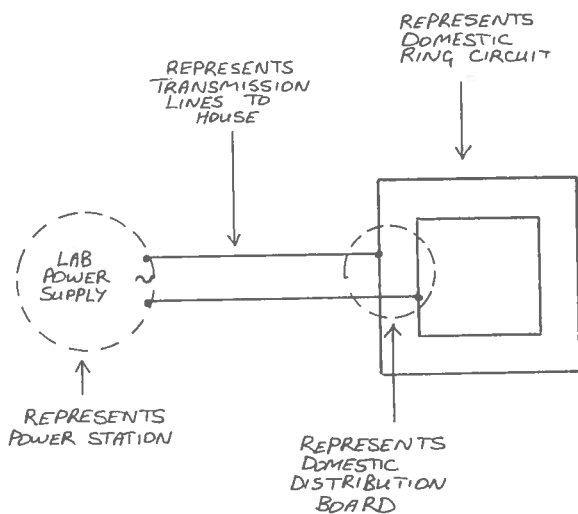 REPRESENTS
DOMESTIC
RING CIRCUIT
REPRESENTS
TRANSMISSION
LINES TO
HOUSE
LAB
POWER
SUPPLY
~
REPRESENTS
POWER STATION
REPRESENTS
DOMESTIC
DISTRIBUTION
BOARD